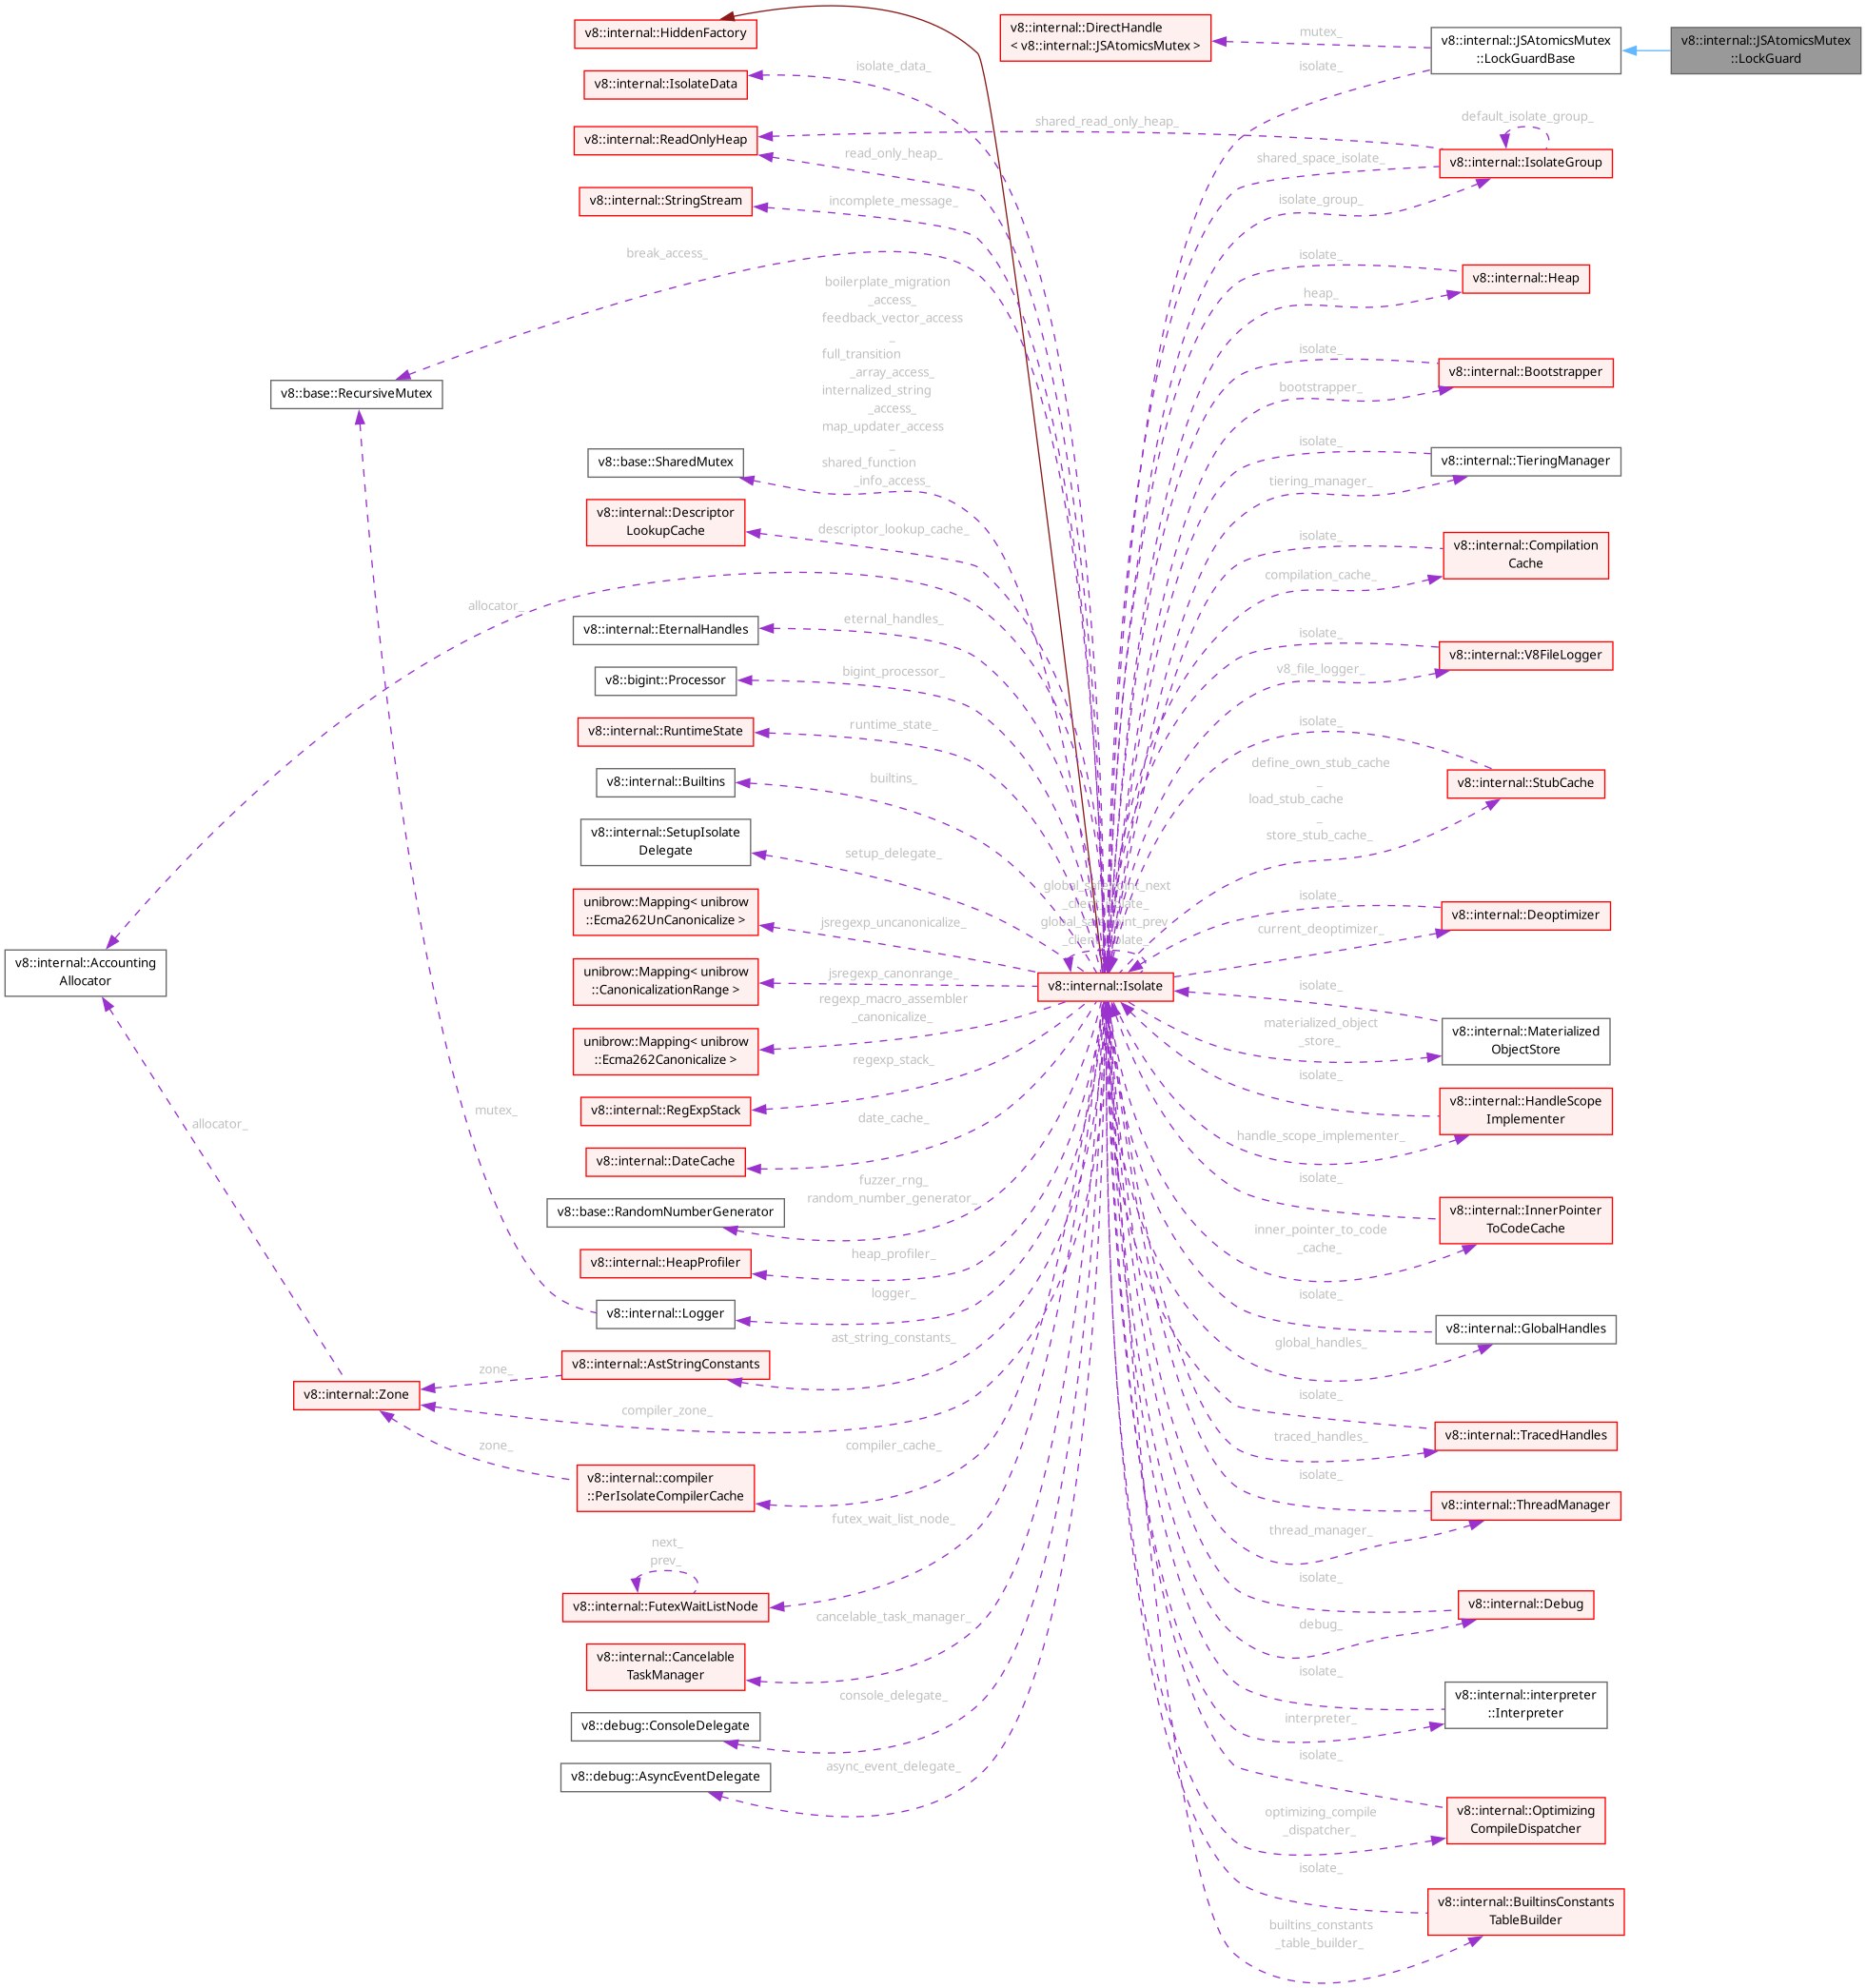 v8::internal::HiddenFactory
v8::internal::DirectHandle
< v8::internal::JSAtomicsMutex >
mutex_
v8::internal::JSAtomicsMutex
::LockGuardBase
v8::internal::JSAtomicsMutex
::LockGuard
isolate_data_
isolate_
v8::internal::IsolateData
v8::internal::ReadOnlyHeap
shared_read_only_heap_
default_isolate_group_
read_only_heap_
shared_space_isolate_
v8::internal::IsolateGroup
v8::internal::StringStream
incomplete_message_
isolate_group_
break_access_
isolate_
v8::internal::Heap
heap_
boilerplate_migration
_access_
feedback_vector_access
_
full_transition
_array_access_
internalized_string
_access_
map_updater_access
_
shared_function
_info_access_
isolate_
v8::internal::Bootstrapper
bootstrapper_
v8::base::RecursiveMutex
v8::base::SharedMutex
isolate_
v8::internal::TieringManager
tiering_manager_
v8::internal::Descriptor
LookupCache
descriptor_lookup_cache_
isolate_
v8::internal::Compilation
Cache
compilation_cache_
allocator_
v8::internal::EternalHandles
eternal_handles_
isolate_
v8::internal::V8FileLogger
v8_file_logger_
v8::bigint::Processor
bigint_processor_
v8::internal::RuntimeState
runtime_state_
isolate_
v8::internal::Builtins
builtins_
define_own_stub_cache
_
load_stub_cache
_
store_stub_cache_
v8::internal::StubCache
v8::internal::SetupIsolate
Delegate
setup_delegate_
global_safepoint_next
_client_isolate_
global_safepoint_prev
_client_isolate_
isolate_
v8::internal::Deoptimizer
current_deoptimizer_
unibrow::Mapping< unibrow
::Ecma262UnCanonicalize >
jsregexp_uncanonicalize_
v8::internal::Accounting
Allocator
unibrow::Mapping< unibrow
::CanonicalizationRange >
jsregexp_canonrange_
v8::internal::Isolate
isolate_
regexp_macro_assembler
_canonicalize_
unibrow::Mapping< unibrow
::Ecma262Canonicalize >
materialized_object
_store_
v8::internal::Materialized
ObjectStore
regexp_stack_
isolate_
v8::internal::RegExpStack
v8::internal::HandleScope
Implementer
handle_scope_implementer_
date_cache_
v8::internal::DateCache
mutex_
allocator_
fuzzer_rng_
random_number_generator_
isolate_
v8::base::RandomNumberGenerator
v8::internal::InnerPointer
ToCodeCache
inner_pointer_to_code
_cache_
heap_profiler_
v8::internal::HeapProfiler
logger_
isolate_
v8::internal::Logger
v8::internal::GlobalHandles
global_handles_
ast_string_constants_
v8::internal::AstStringConstants
zone_
v8::internal::Zone
compiler_zone_
isolate_
v8::internal::TracedHandles
traced_handles_
zone_
compiler_cache_
v8::internal::compiler
::PerIsolateCompilerCache
isolate_
v8::internal::ThreadManager
thread_manager_
futex_wait_list_node_
next_
prev_
v8::internal::FutexWaitListNode
isolate_
v8::internal::Debug
debug_
cancelable_task_manager_
v8::internal::Cancelable
TaskManager
isolate_
console_delegate_
v8::internal::interpreter
::Interpreter
interpreter_
v8::debug::ConsoleDelegate
async_event_delegate_
v8::debug::AsyncEventDelegate
isolate_
optimizing_compile
_dispatcher_
v8::internal::Optimizing
CompileDispatcher
isolate_
v8::internal::BuiltinsConstants
TableBuilder
builtins_constants
_table_builder_